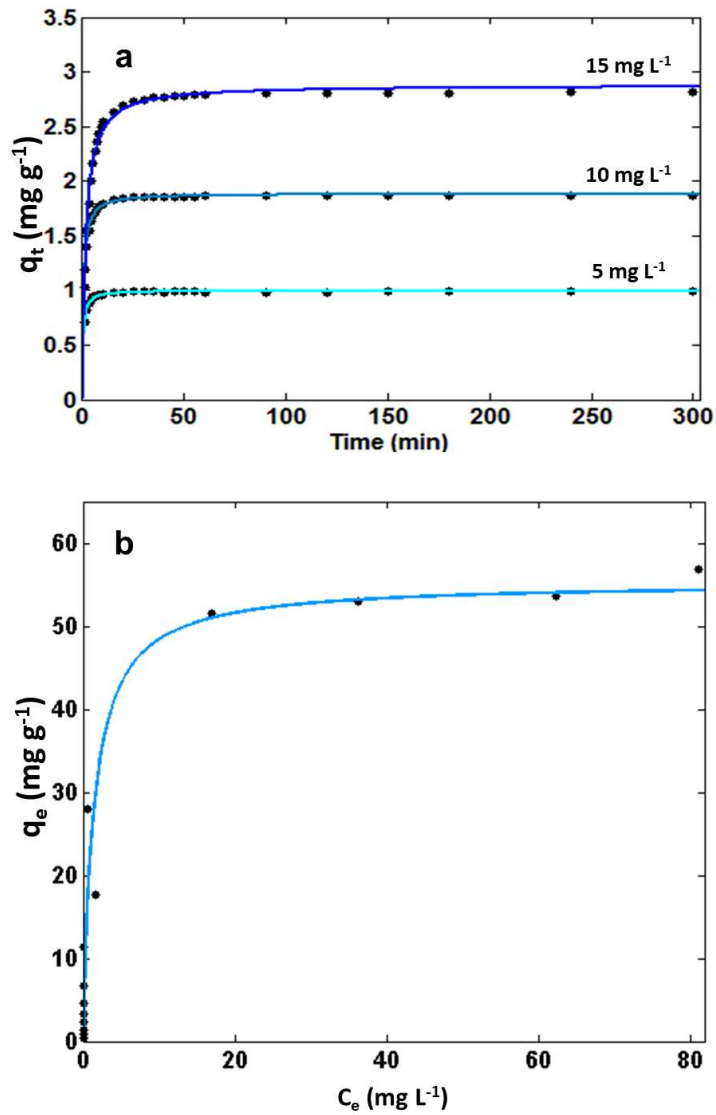 a
3.5
3
2.5
2
1.5
1
0.5
0
15 mg L⁻¹
10 mg L⁻¹
5 mg L⁻¹
qₜ (mg g⁻¹)
0 50 100 150 200 250 300
Time (min)
b
60
50
40
30
20
10
0
qₑ (mg g⁻¹)
0 20 40 60 80
Cₑ (mg L⁻¹)